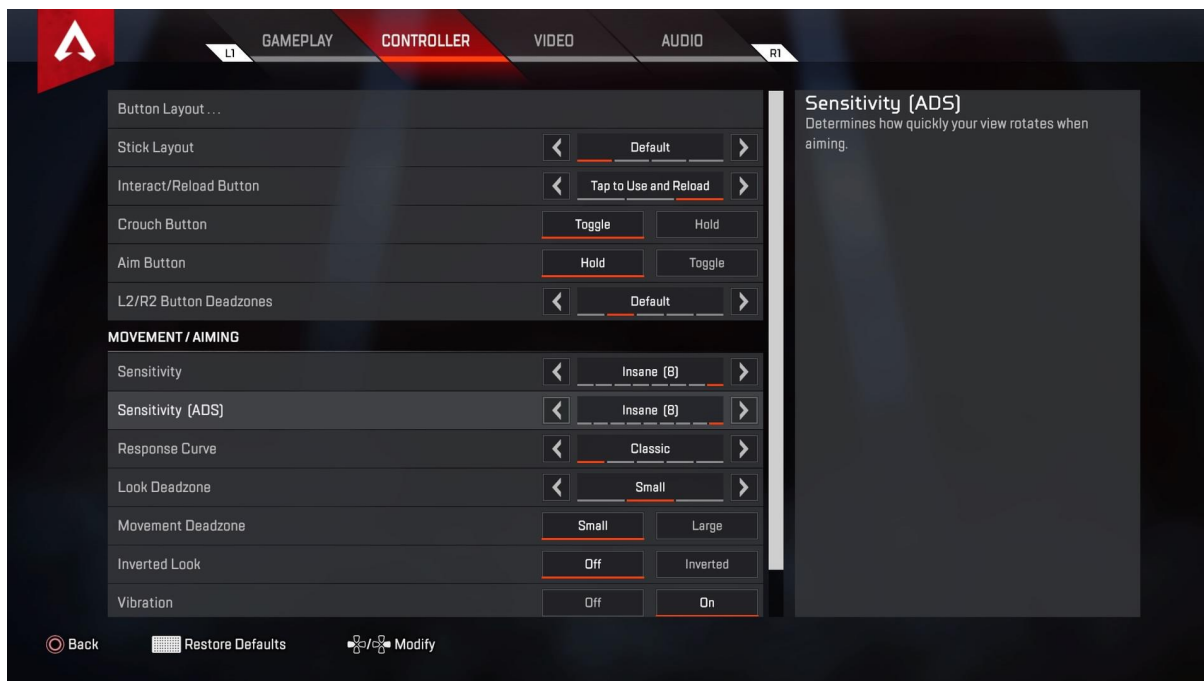 L1
GAMEPLAY
CONTROLLER
VIDEO
AUDIO
R1
Button Layout...
Stick Layout
Default
Interact/Reload Button
Tap to Use and Reload
Crouch Button
Toggle
Hold
Aim Button
Hold
Toggle
L2/R2 Button Deadzones
Default
MOVEMENT / AIMING
Sensitivity
Insane (8)
Sensitivity (ADS)
Insane (8)
Response Curve
Classic
Look Deadzone
Small
Movement Deadzone
Small
Large
Inverted Look
Off
Inverted
Vibration
Off
On
Sensitivity (ADS)
Determines how quickly your view rotates when
aiming.
Back
Restore Defaults
/
Modify